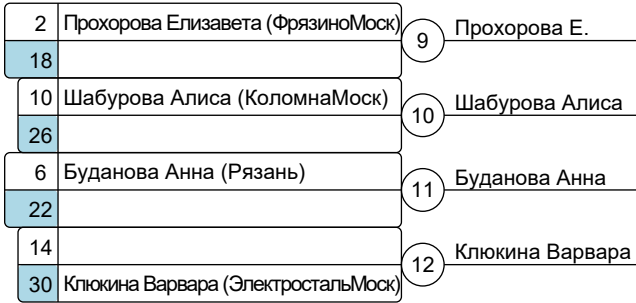 2 Прохорова Елизавета (ФрязиноМоск)
18
9 Прохорова Е.
10 Шабурова Алиса (КоломнаМоск)
26
10 Шабурова Алиса
6 Буданова Анна (Рязань)
22
11 Буданова Анна
14
30 Клюкина Варвара (ЭлектростальМоск)
12 Клюкина Варвара